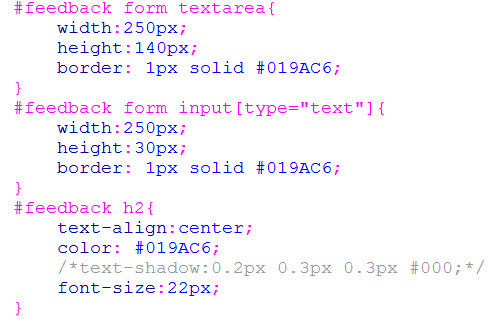 #feedback form textarea{
    width:250px;
    height:140px;
    border: 1px solid #019AC6;
}
#feedback form input[type="text"]{
    width:250px;
    height:30px;
    border: 1px solid #019AC6;
}
#feedback h2{
    text-align:center;
    color: #019AC6;
    /*text-shadow:0.2px 0.3px 0.3px #000;*/
    font-size:22px;
}